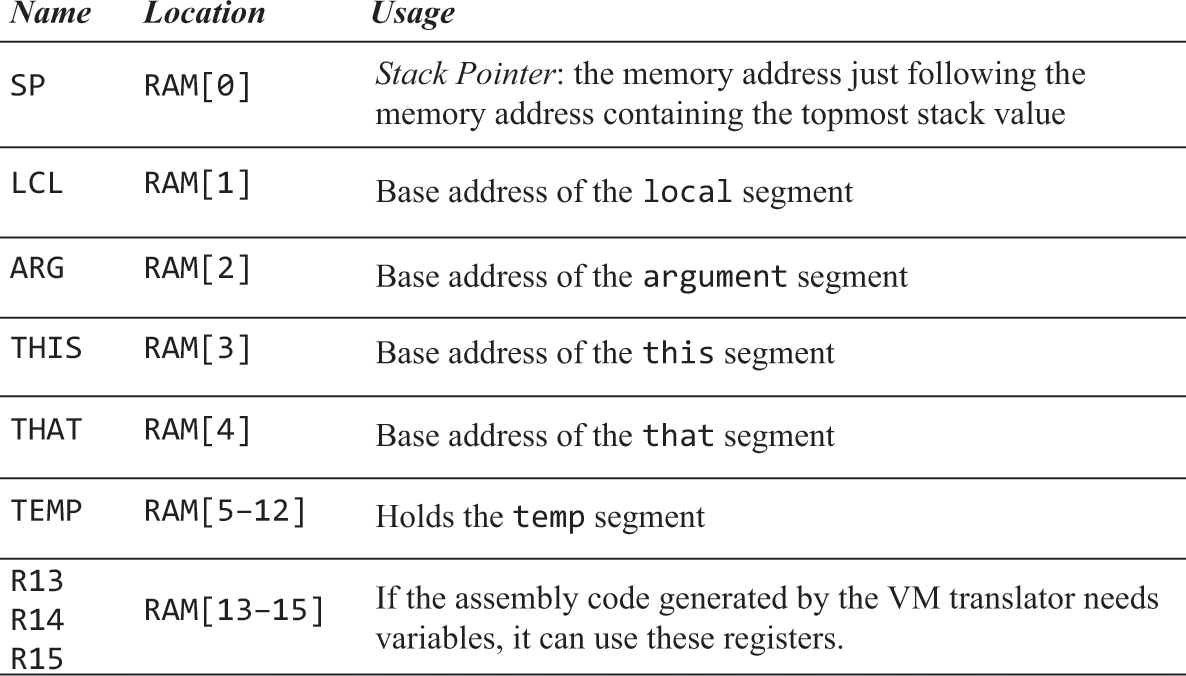 Name Location Usage
SP RAM[0] Stack Pointer: the memory address just following the
memory address containing the topmost stack value
LCL RAM[1] Base address of the local segment
ARG RAM[2] Base address of the argument segment
THIS RAM[3] Base address of the this segment
THAT RAM[4] Base address of the that segment
TEMP RAM[5–12] Holds the temp segment
R13
R14 RAM[13–15] If the assembly code generated by the VM translator needs
R15 variables, it can use these registers.